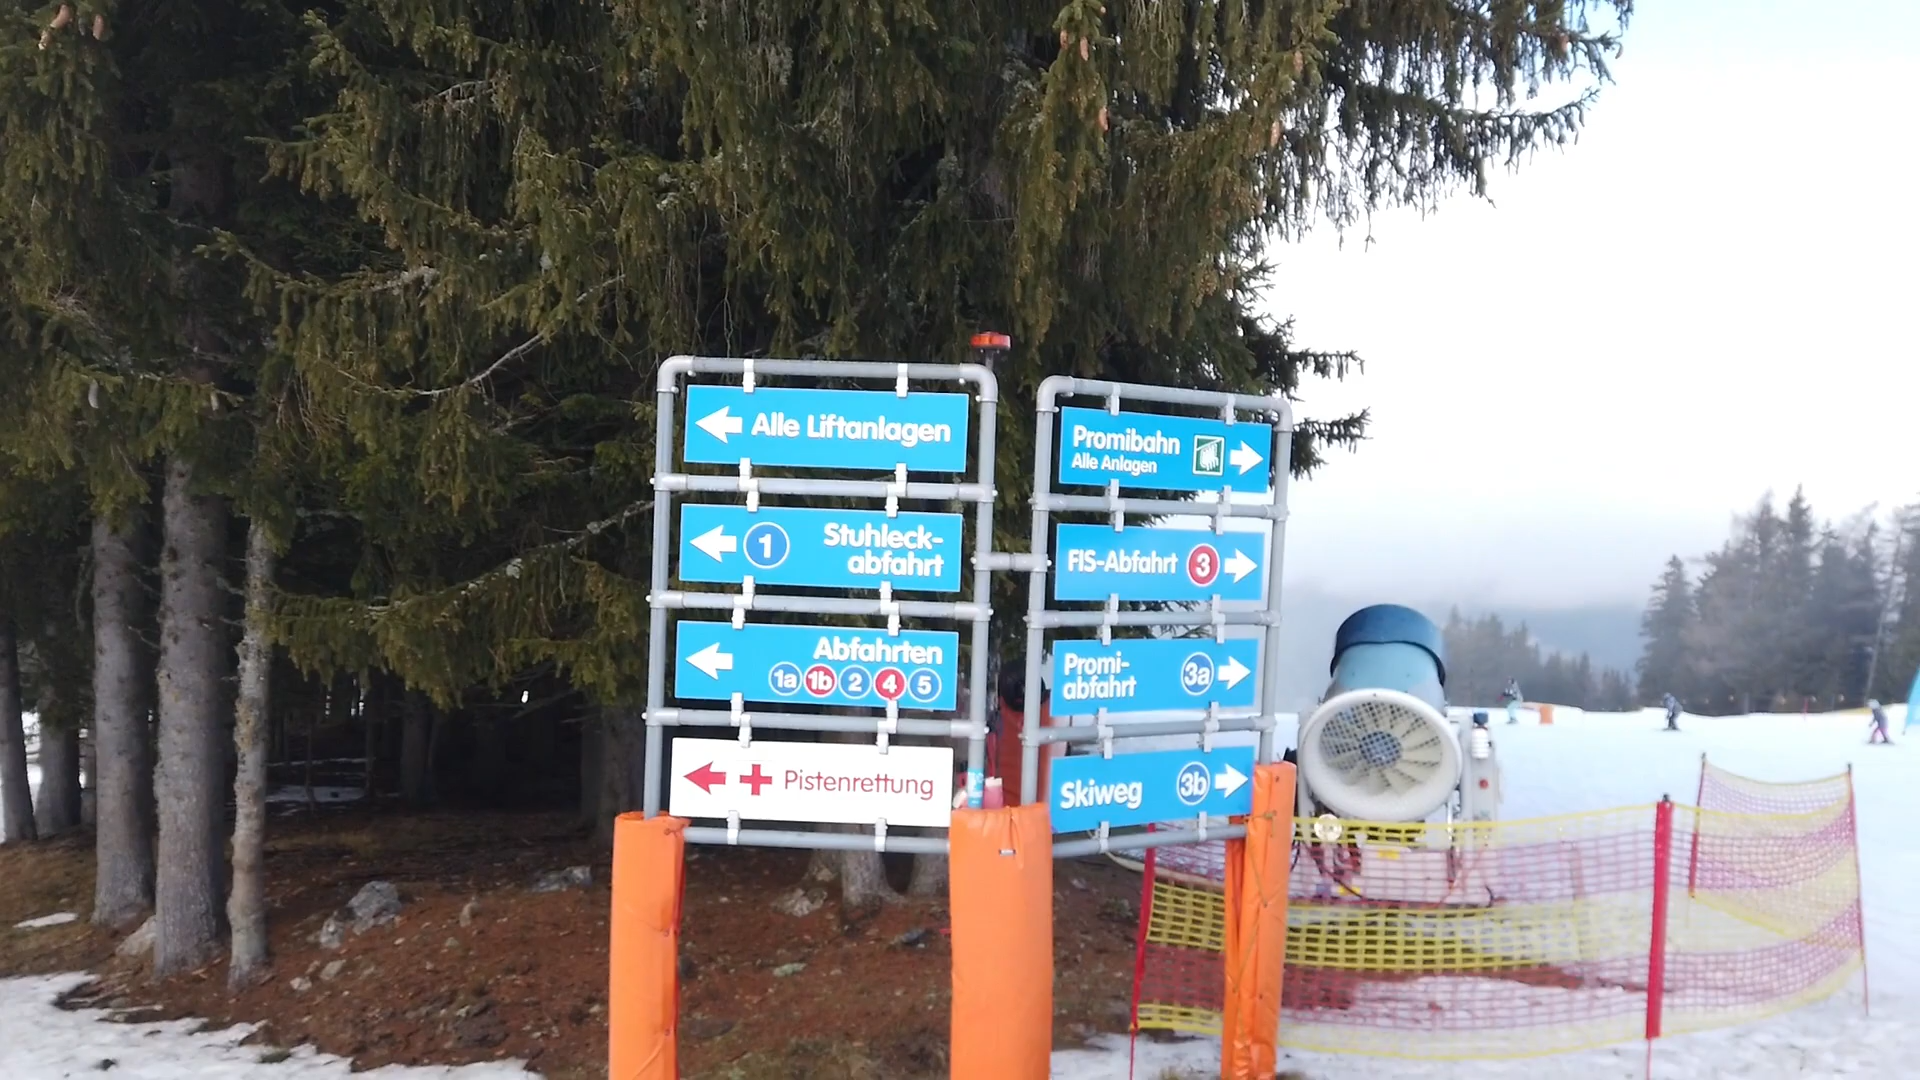 Alle Liftanlagen
1 Stuhleck-
abfahrt
Abfahrten
1a 1b 2 4 5
Pistenrettung
Promibahn
Alle Anlagen
FIS-Abfahrt 3
Promi-
abfahrt 3a
Skiweg 3b